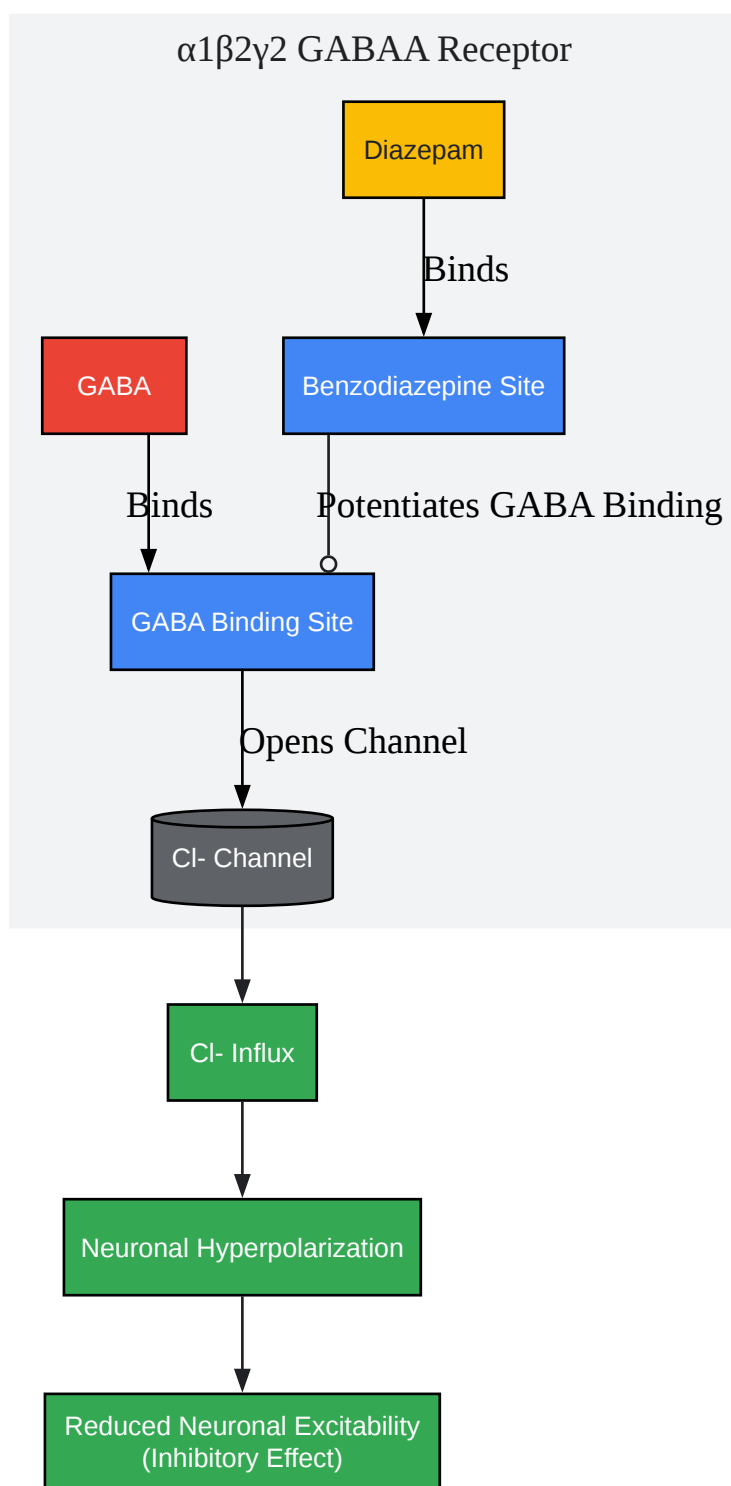 α1β2γ2 GABAA Receptor
Diazepam
Binds
GABA
Benzodiazepine Site
Binds
Potentiates GABA Binding
GABA Binding Site
Opens Channel
Cl- Channel
Cl- Influx
Neuronal Hyperpolarization
Reduced Neuronal Excitability
(Inhibitory Effect)